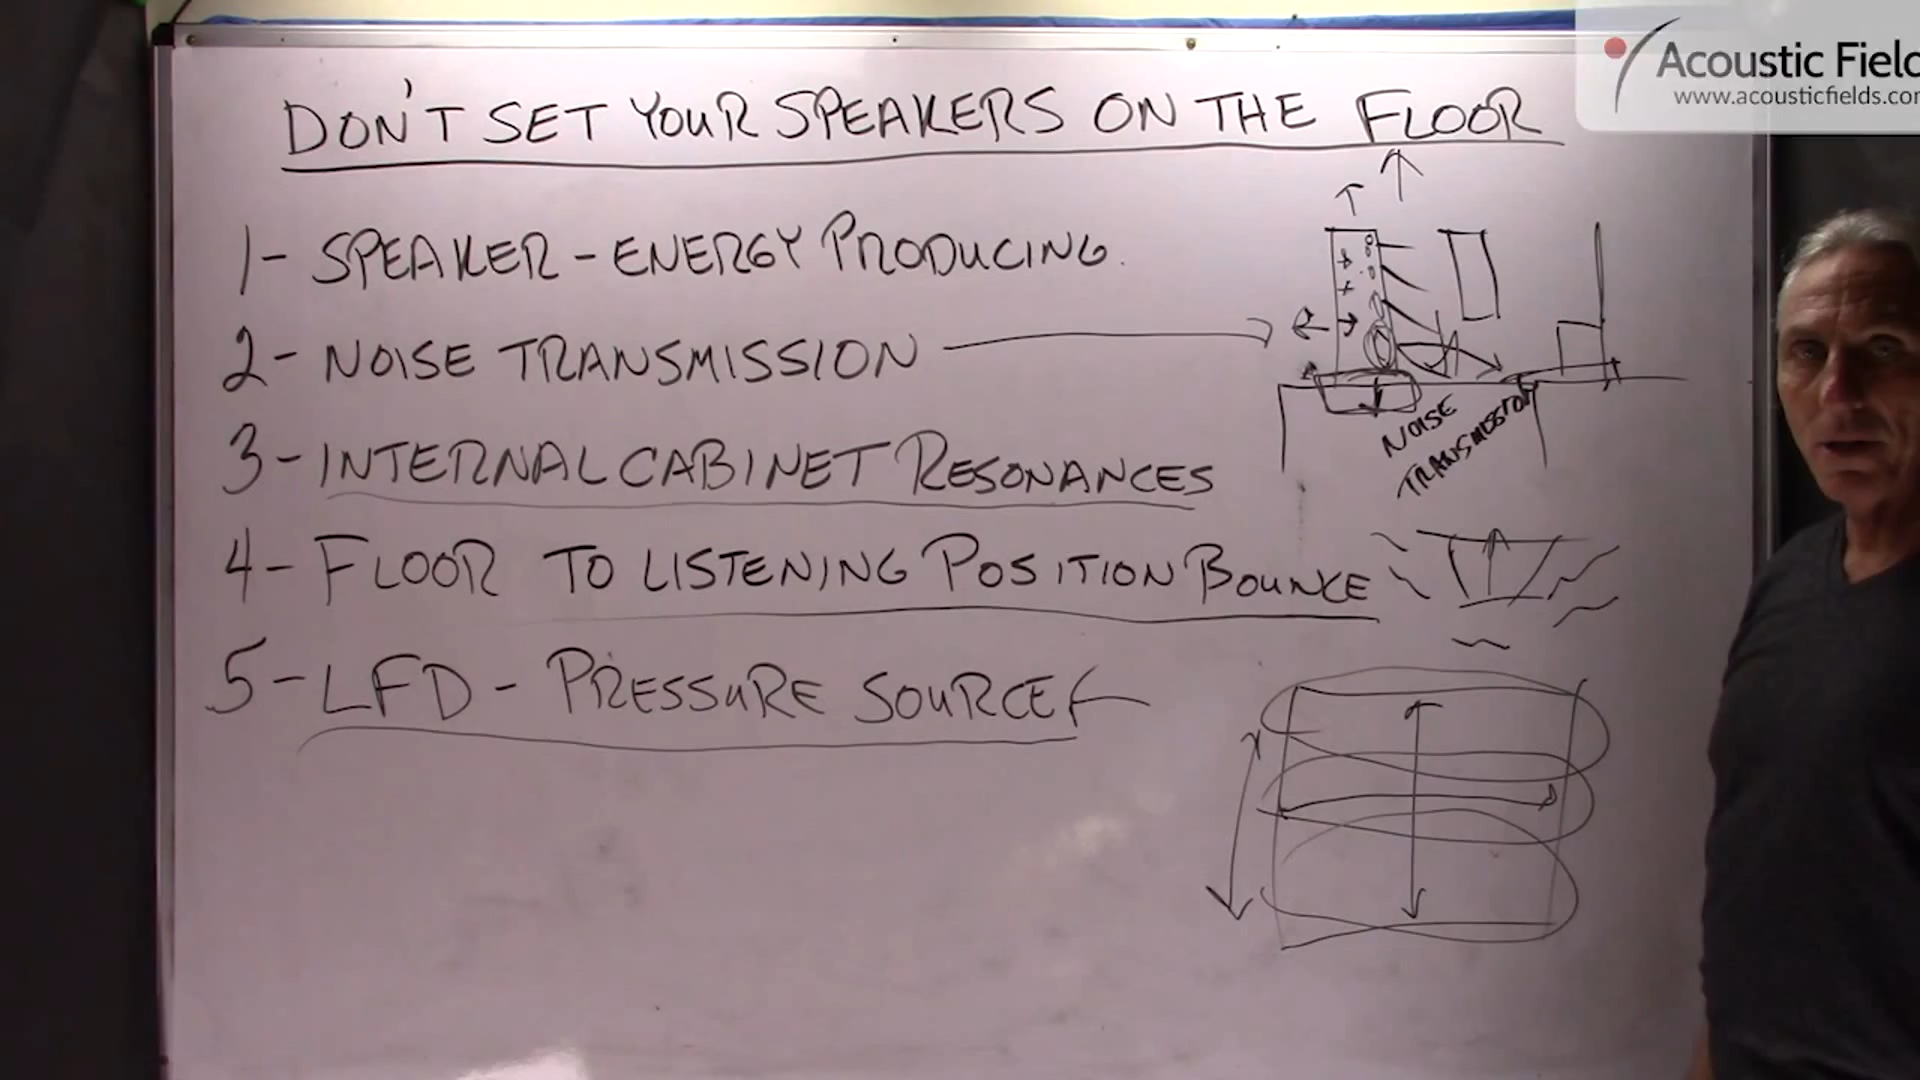 DON'T SET YOUR SPEAKERS ON THE FLOOR
1- SPEAKER - ENERGY PRODUCING.
2- NOISE TRANSMISSION
3- INTERNAL CABINET RESONANCES
4- FLOOR TO LISTENING POSITION BOUNCE
5- LFD - PRESSURE SOURCE
NOISE
TRANSMISSION
Acoustic Field
www.acousticfields.com